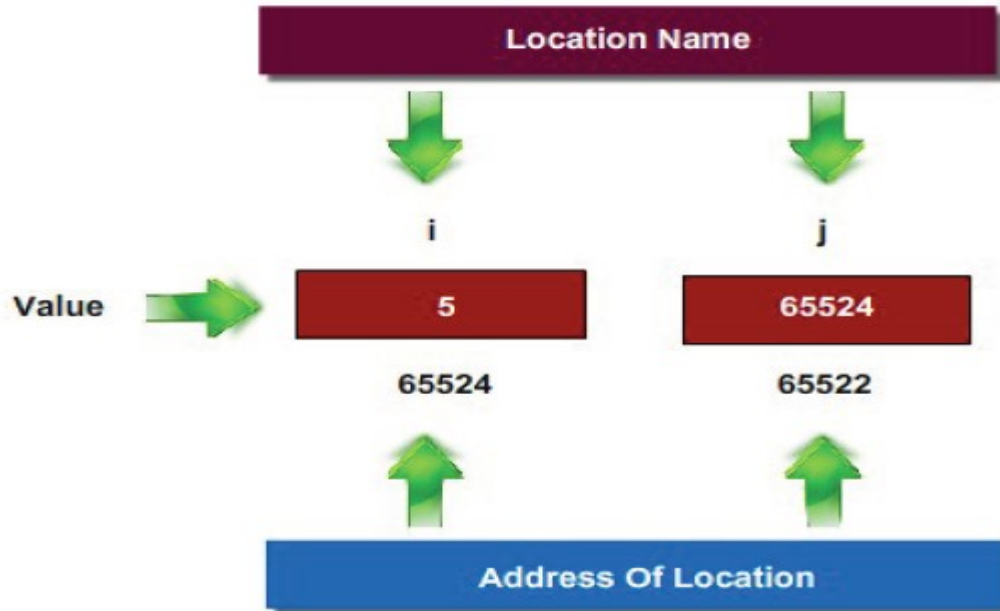 Location Name
i j
Value 5 65524
65524 65522
Address Of Location